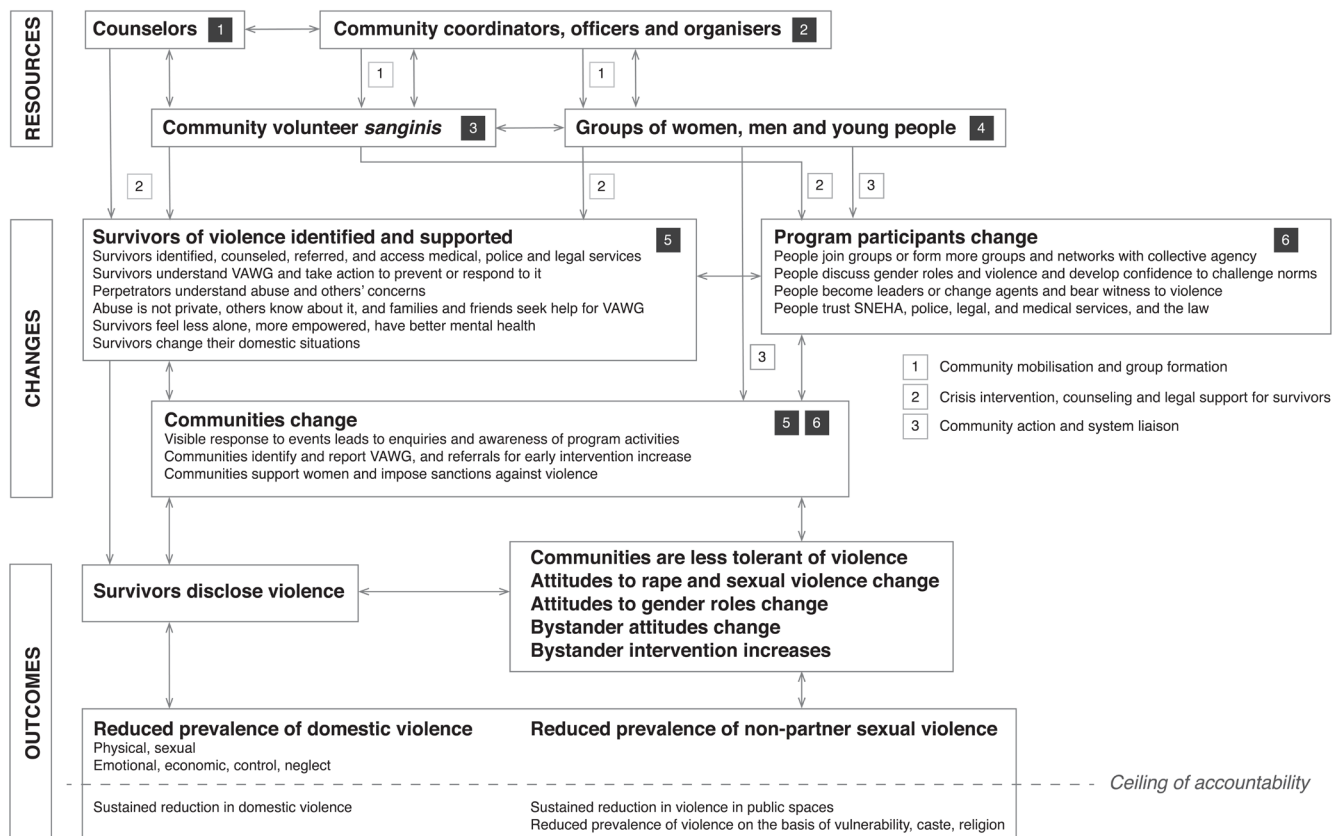 RESOURCES
Counselors 1
Community coordinators, officers and organisers 2
1
1
Community volunteer sanginis 3
Groups of women, men and young people 4
2
2
2
3
CHANGES
Survivors of violence identified and supported 5
Survivors identified, counseled, referred, and access medical, police and legal services
Survivors understand VAWG and take action to prevent or respond to it
Perpetrators understand abuse and others’ concerns
Abuse is not private, others know about it, and families and friends seek help for VAWG
Survivors feel less alone, more empowered, have better mental health
Survivors change their domestic situations
Program participants change 6
People join groups or form more groups and networks with collective agency
People discuss gender roles and violence and develop confidence to challenge norms
People become leaders or change agents and bear witness to violence
People trust SNEHA, police, legal, and medical services, and the law
3
1 Community mobilisation and group formation
2 Crisis intervention, counseling and legal support for survivors
3 Community action and system liaison
Communities change 5 6
Visible response to events leads to enquiries and awareness of program activities
Communities identify and report VAWG, and referrals for early intervention increase
Communities support women and impose sanctions against violence
OUTCOMES
Survivors disclose violence
Communities are less tolerant of violence
Attitudes to rape and sexual violence change
Attitudes to gender roles change
Bystander attitudes change
Bystander intervention increases
Reduced prevalence of domestic violence
Physical, sexual
Emotional, economic, control, neglect
Reduced prevalence of non-partner sexual violence
Ceiling of accountability
Sustained reduction in domestic violence
Sustained reduction in violence in public spaces
Reduced prevalence of violence on the basis of vulnerability, caste, religion